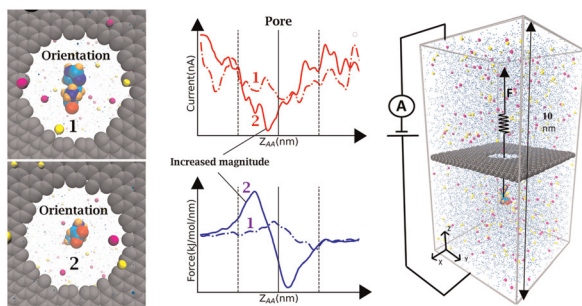 Orientation
1
Orientation
2
Pore
Current(nA)
1
2
Z_AA(nm)
Increased magnitude
Force(kJ/mol/nm)
2
1
Z_AA(nm)
A
F
10
nm
Z
X
Y